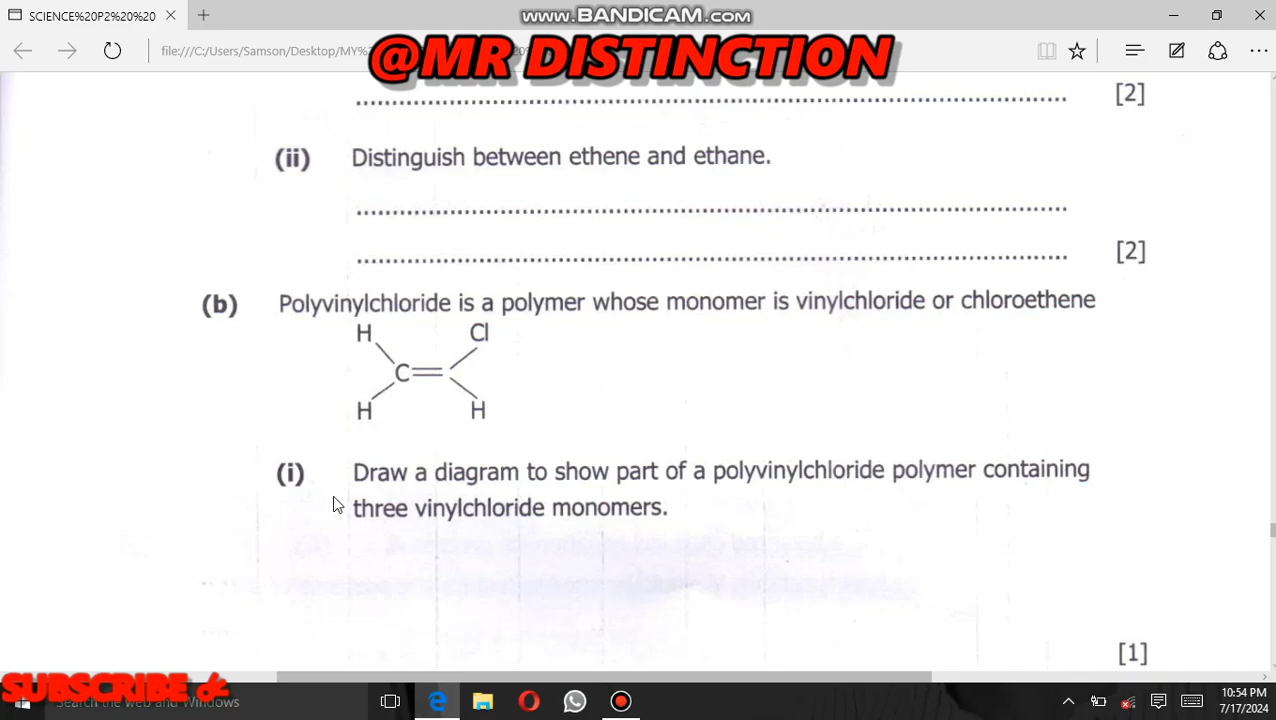 www.BANDICAM.com
SCIENCE%20P2%20%20
file:///C:/Users/Samson/Desktop/MY%
@MR DISTINCTION
[2]
(ii) Distinguish between ethene and ethane.
[2]
(b) Polyvinylchloride is a polymer whose monomer is vinylchloride or chloroethene
H Cl
C
H H
(i) Draw a diagram to show part of a polyvinylchloride polymer containing
three vinylchloride monomers.
[1]
SUBSCRIBE &
Search the web and Windows
10:54 PM
7/17/2024